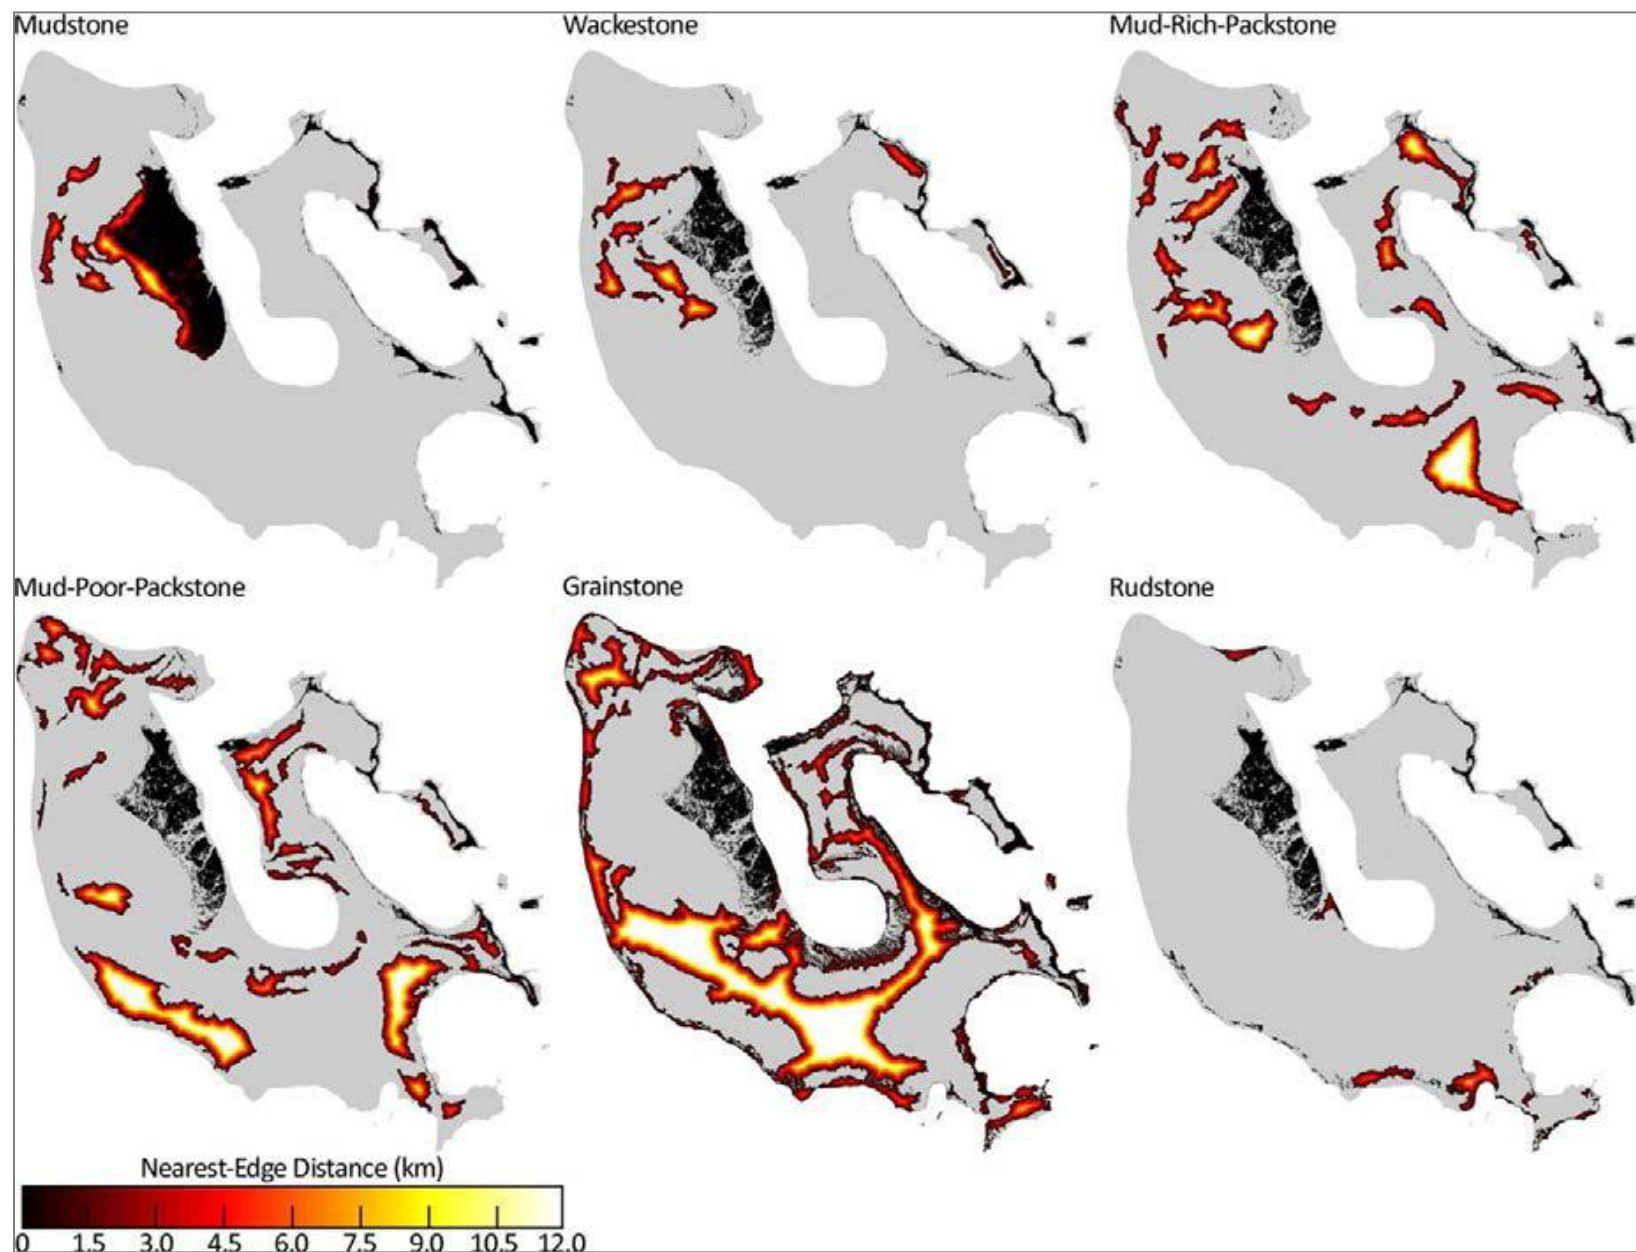 Mudstone
Wackestone
Mud-Rich-Packstone
Mud-Poor-Packstone
Grainstone
Rudstone
Nearest-Edge Distance (km)
0 1.5 3.0 4.5 6.0 7.5 9.0 10.5 12.0